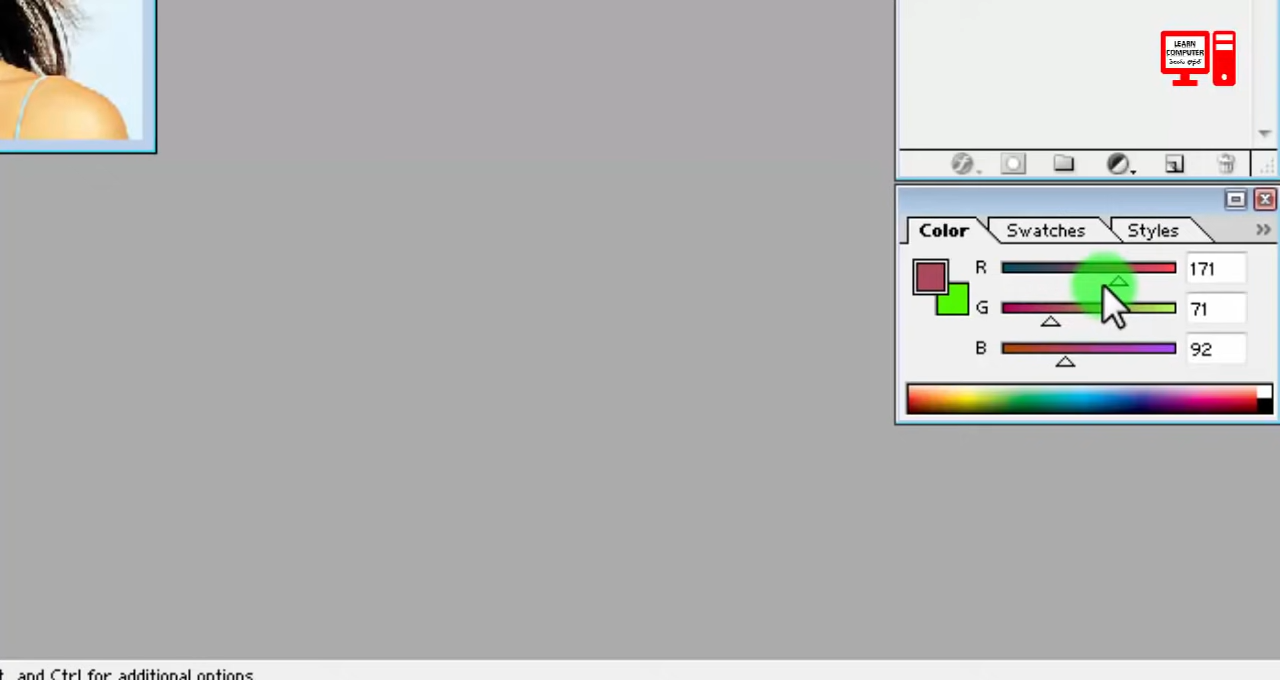 LEARN
COMPUTER
Color
Swatches
Styles
R
171
G
71
B
92
and Ctrl for additional options